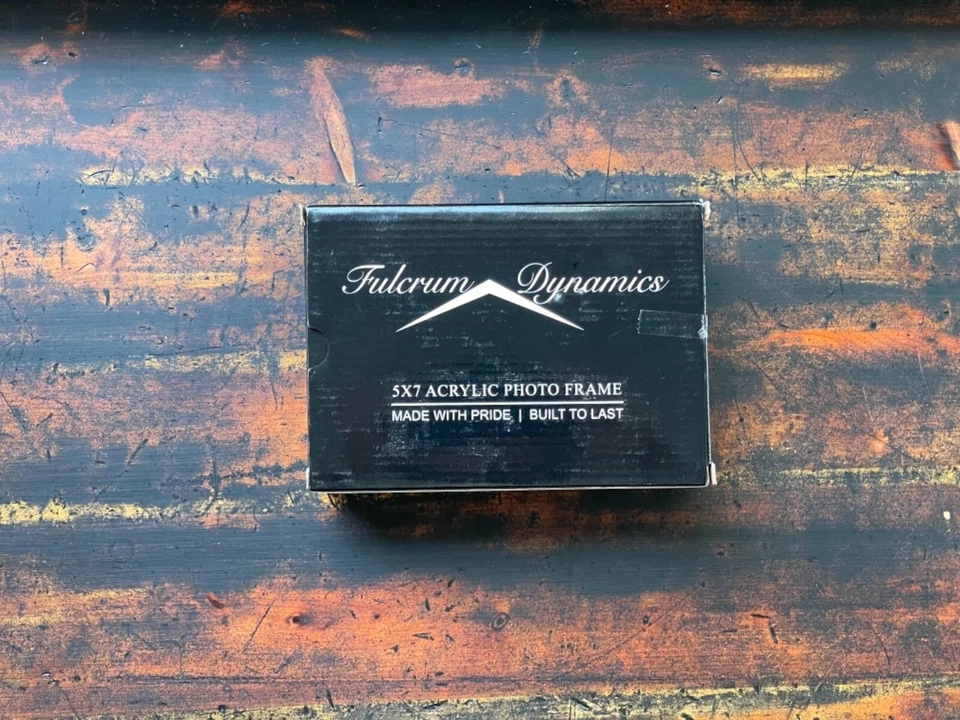 Fulcrum Dynamics
5X7 ACRYLIC PHOTO FRAME
MADE WITH PRIDE | BUILT TO LAST